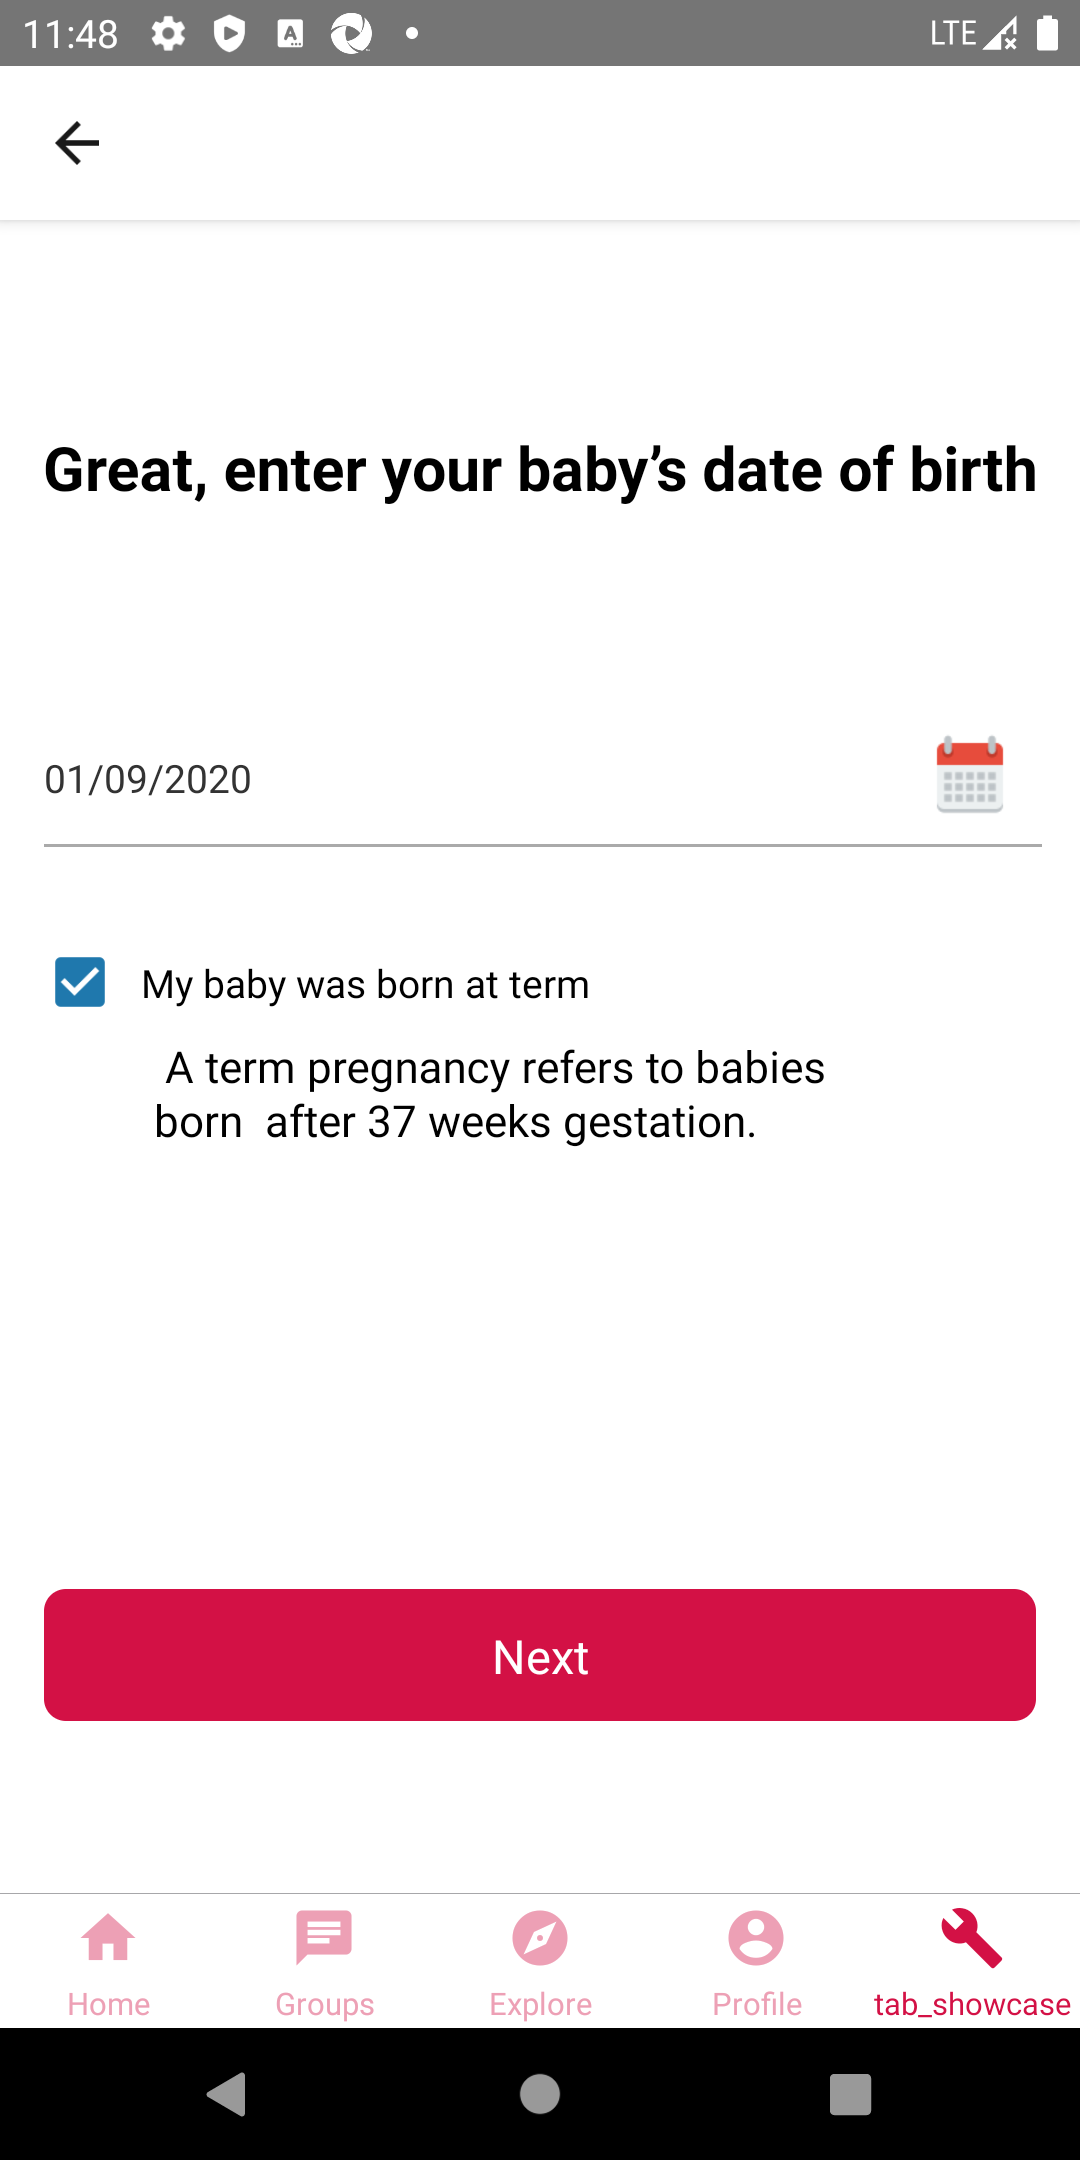 11:48
LTE
Great, enter your baby’s date of birth
01/09/2020
My baby was born at term
A term pregnancy refers to babies
born  after 37 weeks gestation.
Next
Home
Groups
Explore
Profile
tab_showcase